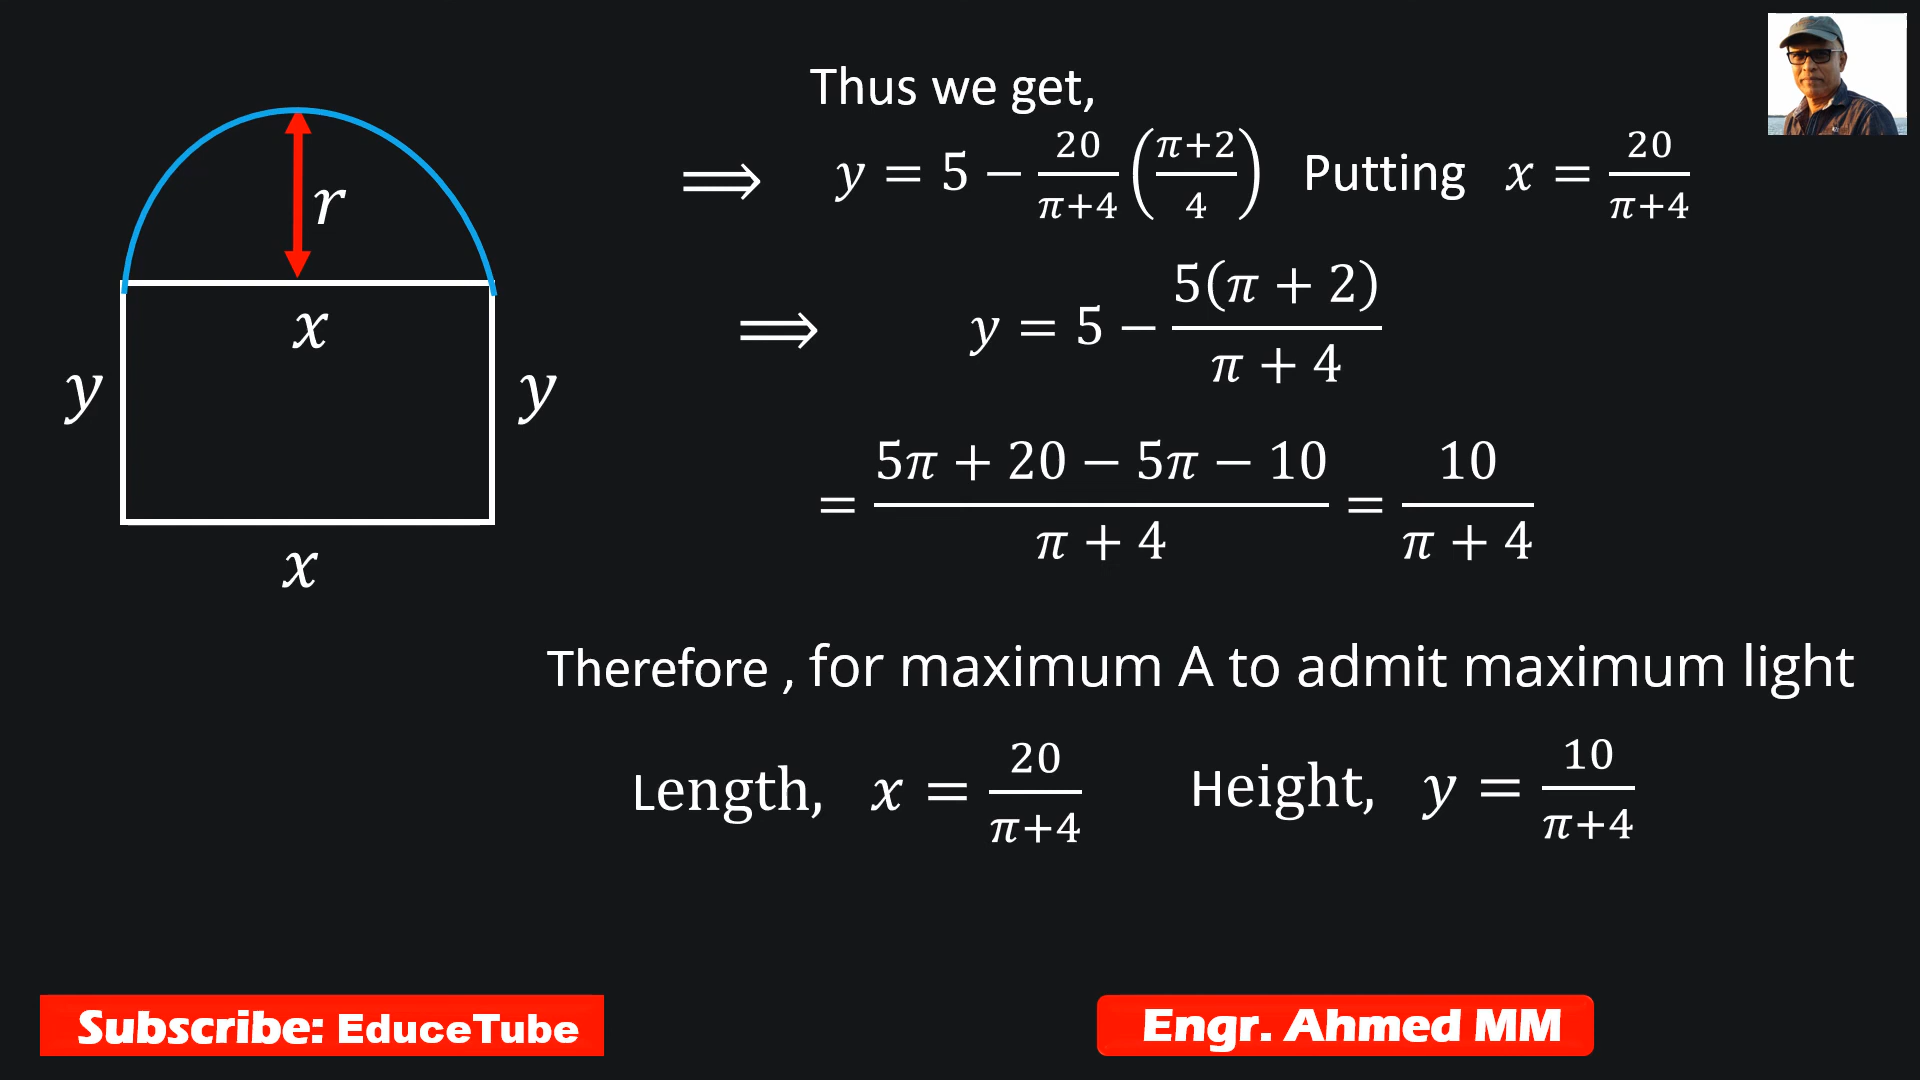 Thus we get,
⟹ y = 5 − 20/(π+4) ((π+2)/4) Putting x = 20/(π+4)
r
⟹ y = 5 − 5(π + 2)/(π + 4)
x
y y
= (5π + 20 − 5π − 10)/(π + 4) = 10/(π + 4)
x
Therefore , for maximum A to admit maximum light
Length, x = 20/(π+4) Height, y = 10/(π+4)
Subscribe: EduceTube
Engr. Ahmed MM